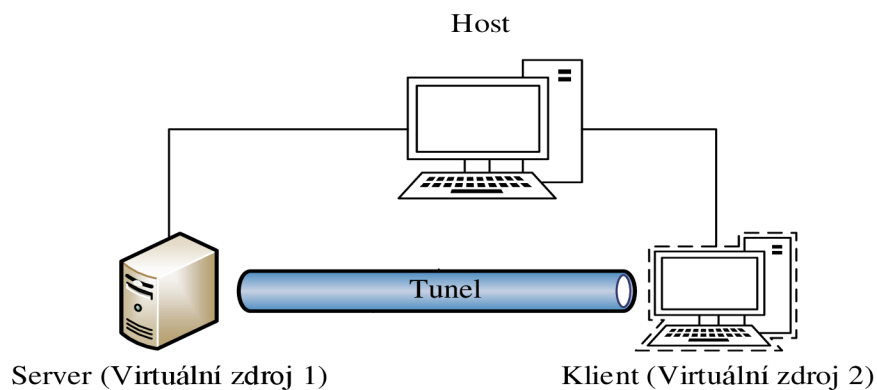 Host
Tunel
Server (Virtuální zdroj 1)
Klient (Virtuální zdroj 2)